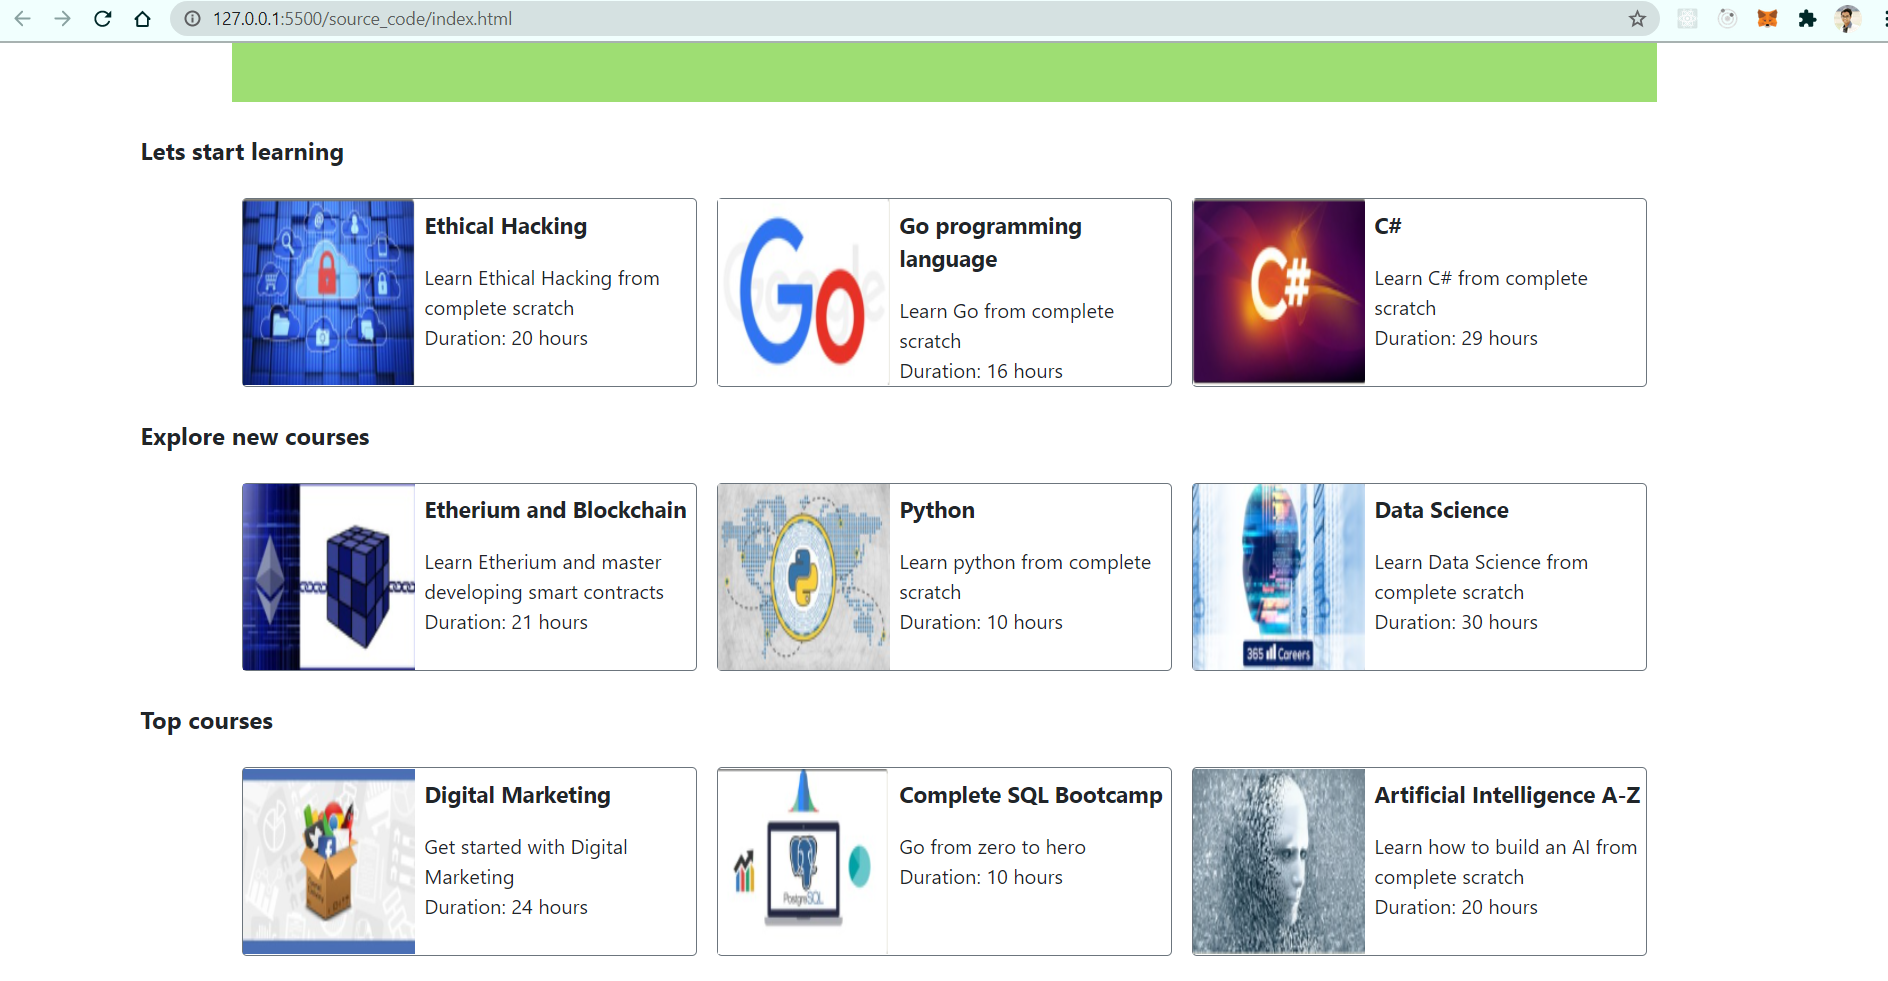 127.0.0.1:5500/source_code/index.html
Lets start learning
Ethical Hacking
Learn Ethical Hacking from
complete scratch
Duration: 20 hours
Google
Go
Go programming
language
Learn Go from complete
scratch
Duration: 16 hours
C#
C#
Learn C# from complete
scratch
Duration: 29 hours
Explore new courses
Etherium and Blockchain
Learn Etherium and master
developing smart contracts
Duration: 21 hours
Python
Learn python from complete
scratch
Duration: 10 hours
365 Careers
Data Science
Learn Data Science from
complete scratch
Duration: 30 hours
Top courses
Digital Marketing
Get started with Digital
Marketing
Duration: 24 hours
PostgreSQL
Complete SQL Bootcamp
Go from zero to hero
Duration: 10 hours
Artificial Intelligence A-Z
Learn how to build an AI from
complete scratch
Duration: 20 hours